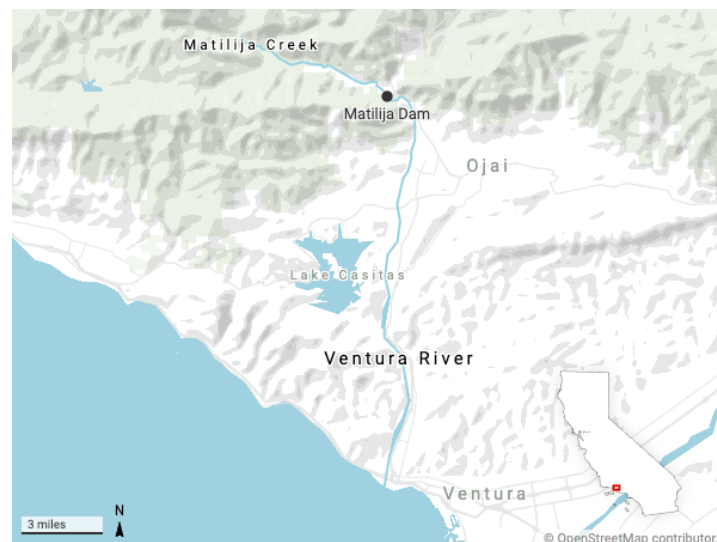 Matilija Creek
Matilija Dam
Ojai
Lake Casitas
Ventura River
Ventura
3 miles
N
© OpenStreetMap contributor